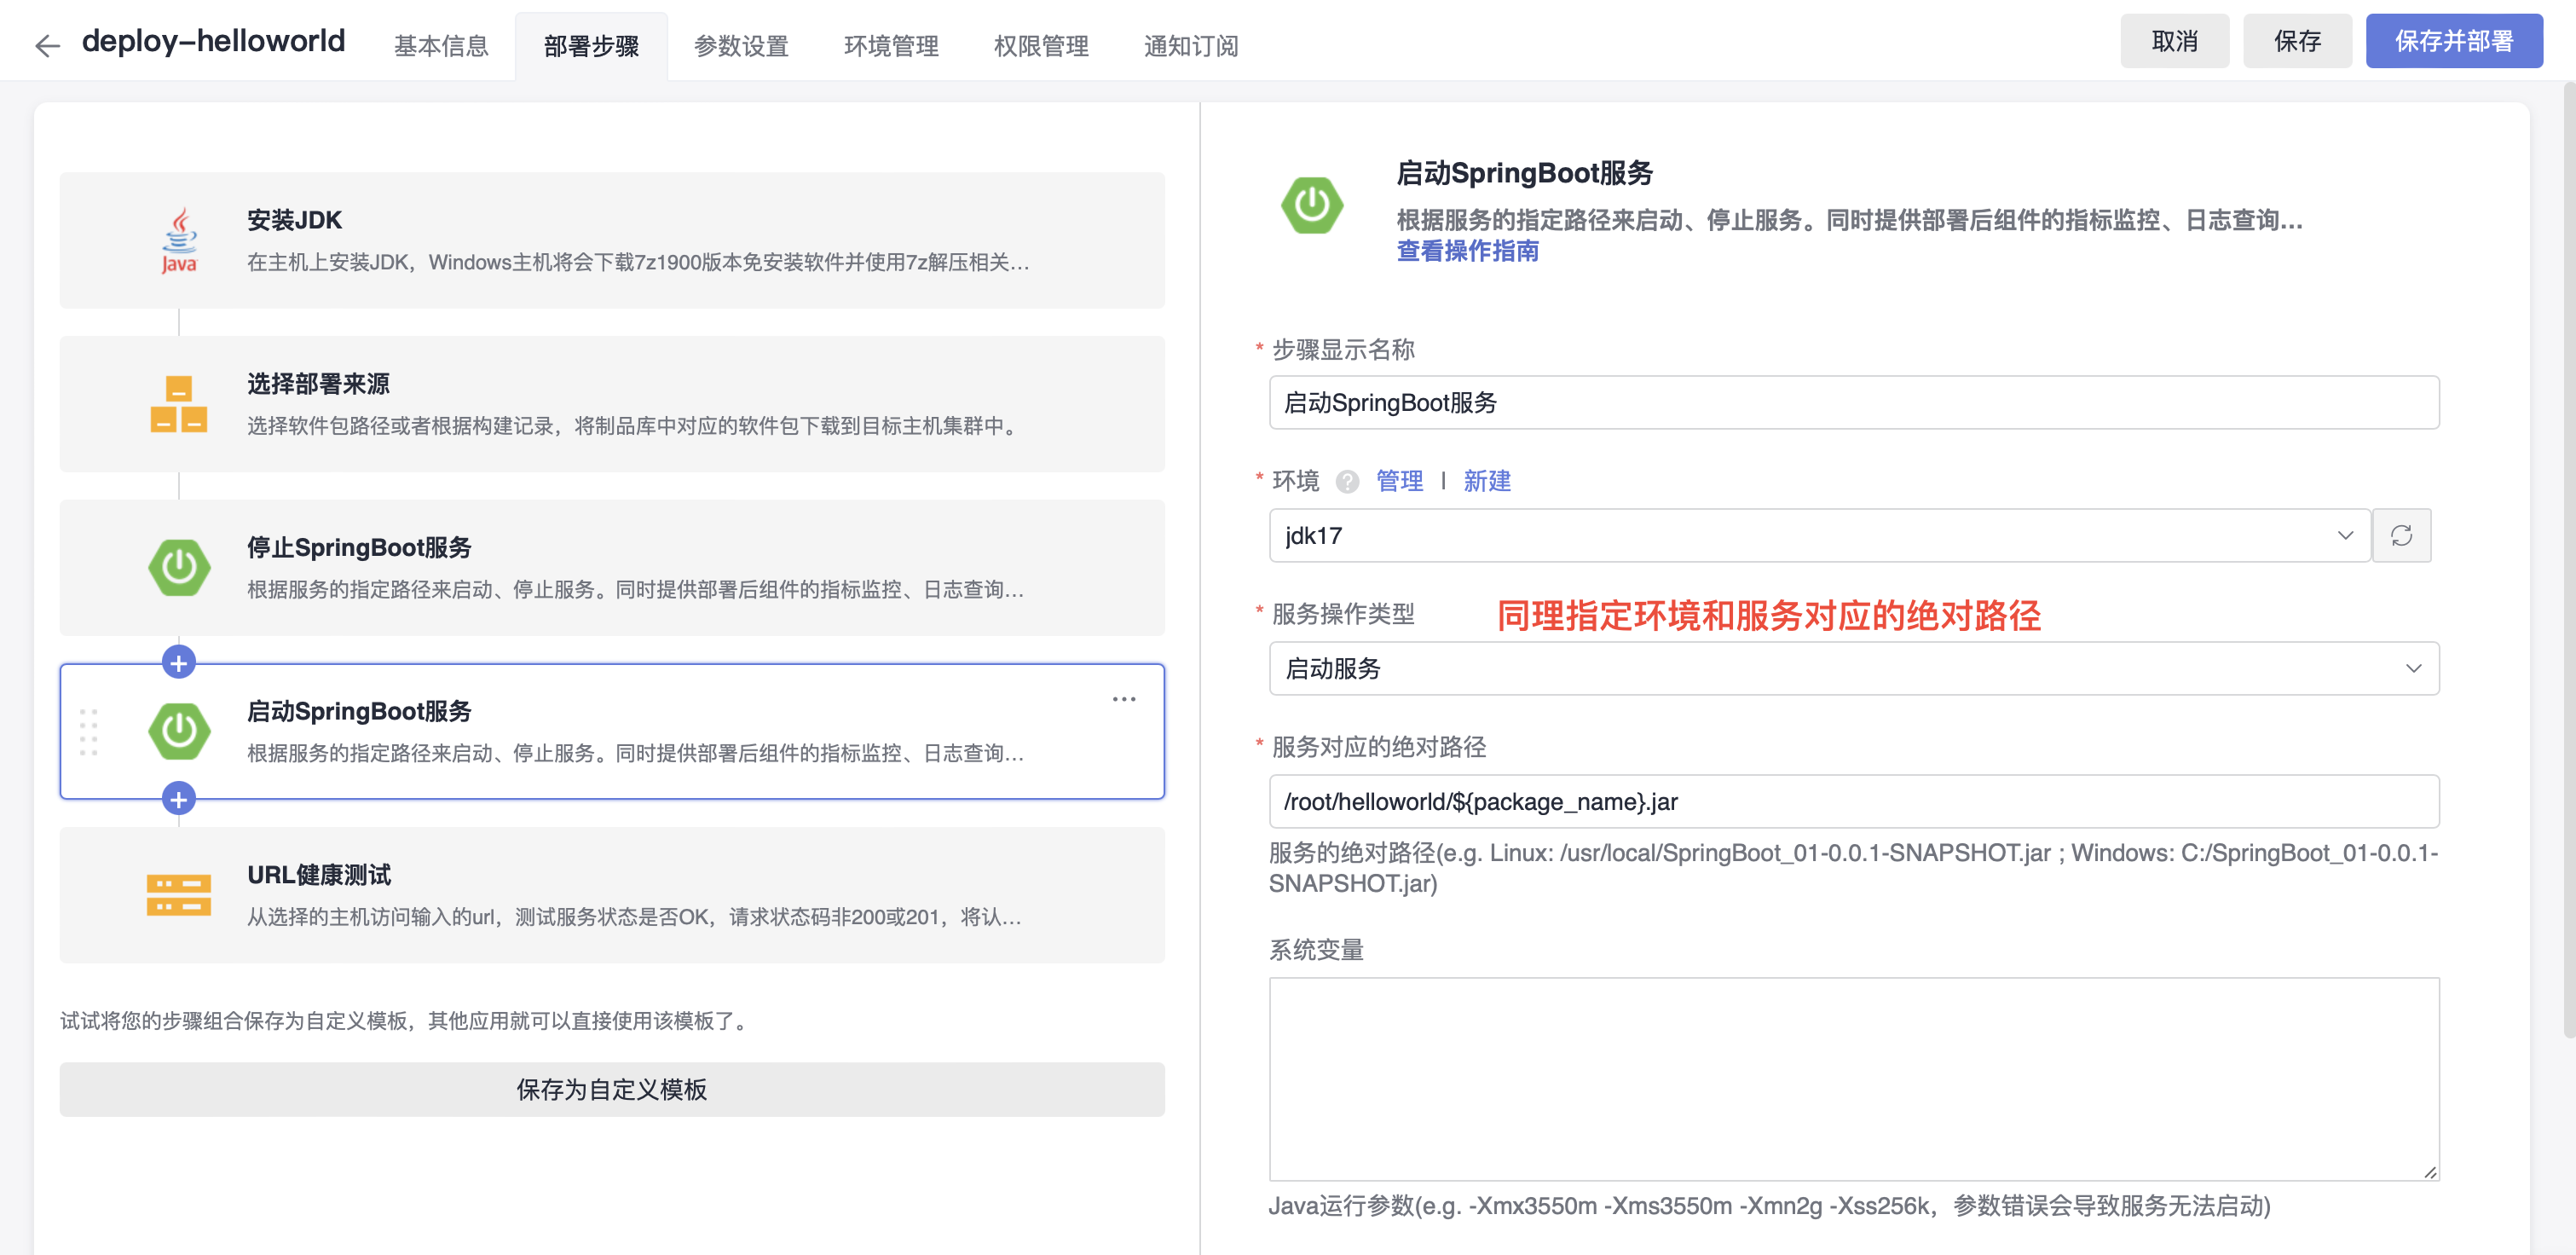 deploy-helloworld
基本信息
部署步骤
参数设置
环境管理
权限管理
通知订阅
取消
保存
保存并部署
Java
安装JDK
在主机上安装JDK，Windows主机将会下载7z1900版本免安装软件并使用7z解压相关...
选择部署来源
选择软件包路径或者根据构建记录，将制品库中对应的软件包下载到目标主机集群中。
停止SpringBoot服务
根据服务的指定路径来启动、停止服务。同时提供部署后组件的指标监控、日志查询...
启动SpringBoot服务
根据服务的指定路径来启动、停止服务。同时提供部署后组件的指标监控、日志查询...
URL健康测试
从选择的主机访问输入的url，测试服务状态是否OK，请求状态码非200或201，将认...
试试将您的步骤组合保存为自定义模板，其他应用就可以直接使用该模板了。
保存为自定义模板
启动SpringBoot服务
根据服务的指定路径来启动、停止服务。同时提供部署后组件的指标监控、日志查询...
查看操作指南
* 步骤显示名称
启动SpringBoot服务
* 环境 ? 管理 | 新建
jdk17
* 服务操作类型
同理指定环境和服务对应的绝对路径
启动服务
* 服务对应的绝对路径
/root/helloworld/${package_name}.jar
服务的绝对路径(e.g. Linux: /usr/local/SpringBoot_01-0.0.1-SNAPSHOT.jar ; Windows: C:/SpringBoot_01-0.0.1-
SNAPSHOT.jar)
系统变量
Java运行参数(e.g. -Xmx3550m -Xms3550m -Xmn2g -Xss256k，参数错误会导致服务无法启动)